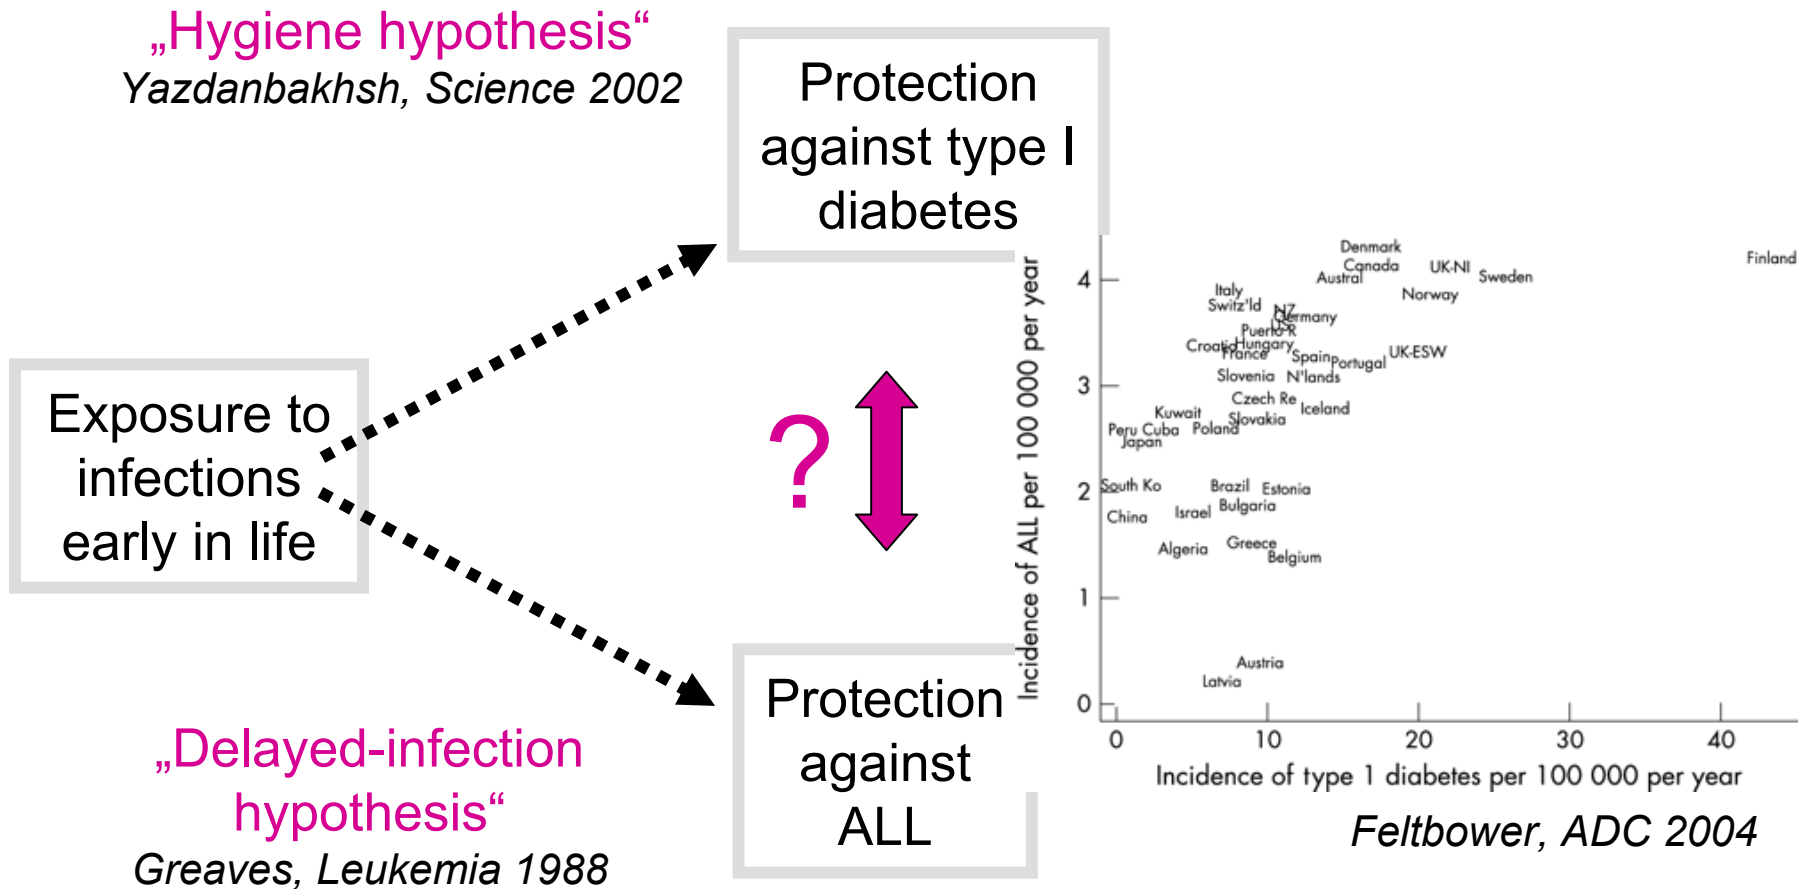 „Hygiene hypothesis“
Yazdanbakhsh, Science 2002
Protection
against type I
diabetes
Exposure to
infections
early in life
?
„Delayed-infection
hypothesis“
Greaves, Leukemia 1988
Protection
against
ALL
Incidence of ALL per 100 000 per year
4
3
2
1
0
Denmark
Canada
UK-NI
Finland
Austral
Sweden
Italy
Norway
Switz'ld
NZ
Germany
US
Puerto R
Croatia
Hungary
France
Spain
Portugal
UK-ESW
Slovenia
N'lands
Czech Re
Iceland
Kuwait
Slovakia
Peru Cuba
Poland
Japan
South Ko
Brazil
Estonia
Bulgaria
China
Israel
Algeria
Greece
Belgium
Austria
Latvia
0 10 20 30 40
Incidence of type 1 diabetes per 100 000 per year
Feltbower, ADC 2004